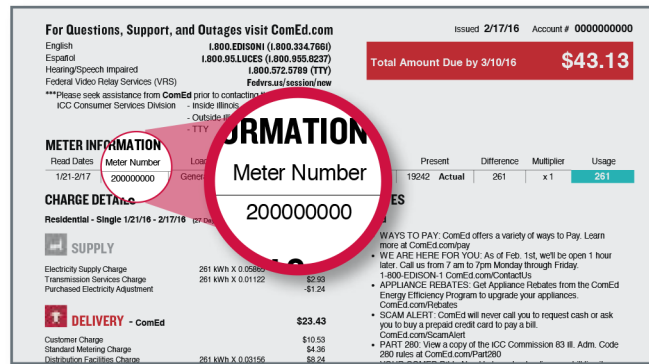 For Questions, Support, and Outages visit ComEd.com
Issued 2/17/16 Account # 0000000000
English 1.800.EDISON1 (1.800.334.7661)
Español 1.800.95.LUCES (1.800.955.8237)
Hearing/Speech Impaired 1.800.572.5789 (TTY)
Federal Video Relay Services (VRS) Fedvrs.us/session/new
Total Amount Due by 3/10/16 $43.13
***Please seek assistance from ComEd prior to contacting the
ICC Consumer Services Division - Inside Illinois
- Outside
- TTY
METER INFORMATION
Read Dates Meter Number Present Difference Multiplier Usage
1/21-2/17 200000000 19242 Actual 261 x 1 261
ORMATION
Meter Number
200000000
CHARGE DETAILS
Residential - Single 1/21/16 - 2/17/16
SUPPLY
Electricity Supply Charge 261 kWh X 0.05865
Transmission Services Charge 261 kWh X 0.01122 $2.93
Purchased Electricity Adjustment -$1.24
DELIVERY - ComEd $23.43
Customer Charge $10.53
Standard Metering Charge $4.36
Distribution Facilities Charge 261 kWh X 0.03156 $8.24
• WAYS TO PAY: ComEd offers a variety of ways to Pay. Learn
more at ComEd.com/pay
• WE ARE HERE FOR YOU: As of Feb. 1st, we'll be open 1 hour
later. Call us from 7 am to 7pm Monday through Friday.
1-800-EDISON-1 ComEd.com/ContactUs
• APPLIANCE REBATES: Get Appliance Rebates from the ComEd
Energy Efficiency Program to upgrade your appliances.
ComEd.com/Rebates
• SCAM ALERT: ComEd will never call you to request cash or ask
you to buy a prepaid credit card to pay a bill.
ComEd.com/ScamAlert
• PART 280: View a copy of the ICC Commission 83 Ill. Adm. Code
280 rules at ComEd.com/Part280